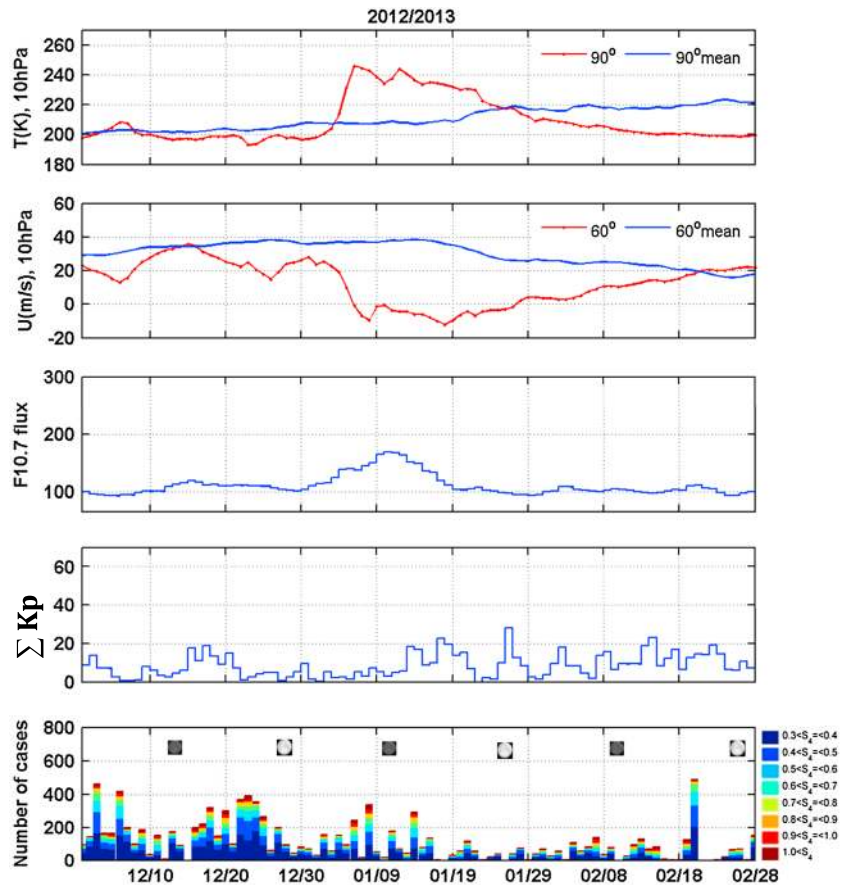 2012/2013
T(K), 10hPa
260
240
220
200
180
90° 90°mean
U(m/s), 10hPa
60
40
20
0
-20
60° 60°mean
F10.7 flux
300
200
100
∑ Kp
60
40
20
0
Number of cases
800
600
400
200
0
0.3<S₄=<0.4
0.4<S₄=<0.5
0.5<S₄=<0.6
0.6<S₄=<0.7
0.7<S₄=<0.8
0.8<S₄=<0.9
0.9<S₄=<1.0
1.0<S₄
12/10 12/20 12/30 01/09 01/19 01/29 02/08 02/18 02/28